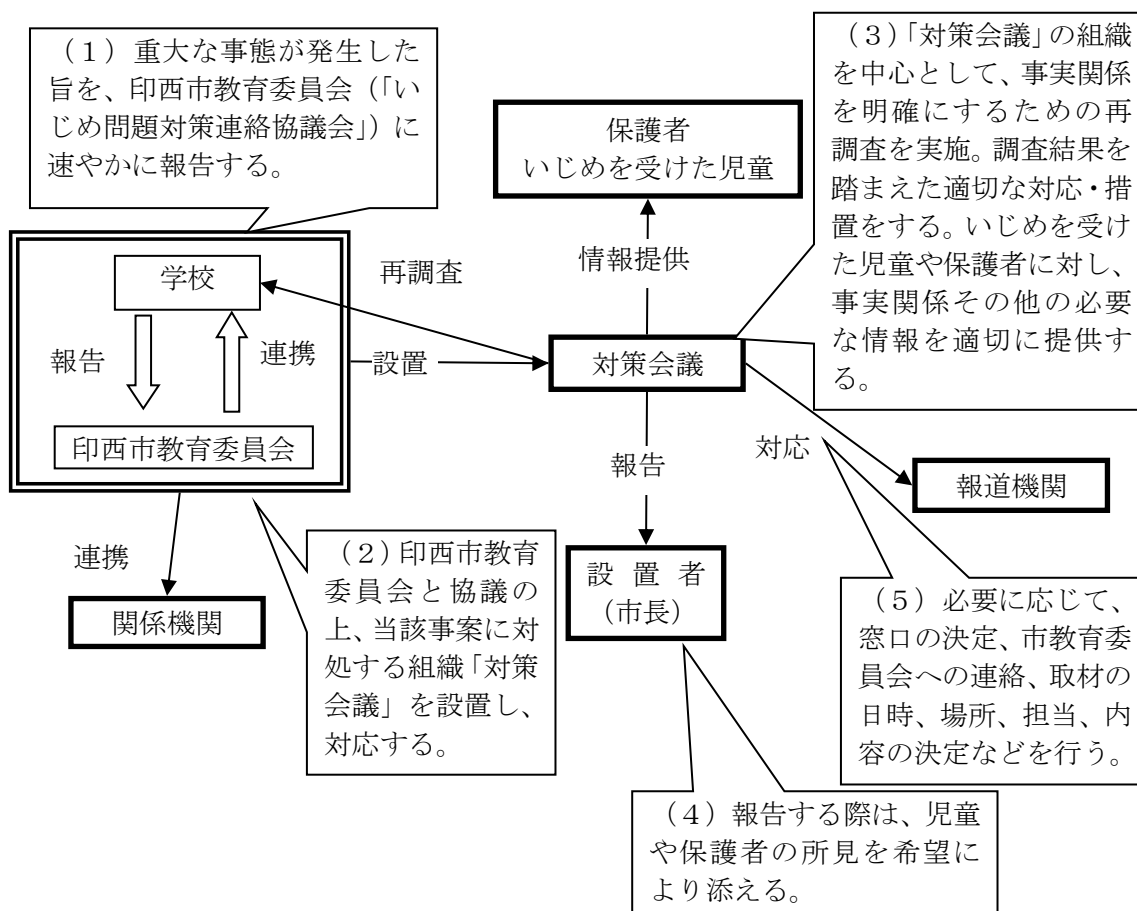 （１）重大な事態が発生した
旨を、印西市教育委員会（「い
じめ問題対策連絡協議会」）に
速やかに報告する。
保護者
いじめを受けた児童
（３）「対策会議」の組織
を中心として、事実関係
を明確にするための再
調査を実施。調査結果を
踏まえた適切な対応・措
置をする。いじめを受け
た児童や保護者に対し、
事実関係その他の必要
な情報を適切に提供す
る。
学校
再調査
情報提供
報告
連携
設置
対策会議
印西市教育委員会
報告
対応
報道機関
連携
関係機関
（２）印西市教育
委員会と協議の
上、当該事案に対
処する組織「対策
会議」を設置し、
対応する。
設置者
（市長）
（５）必要に応じて、
窓口の決定、市教育委
員会への連絡、取材の
日時、場所、担当、内
容の決定などを行う。
（４）報告する際は、児童
や保護者の所見を希望に
より添える。